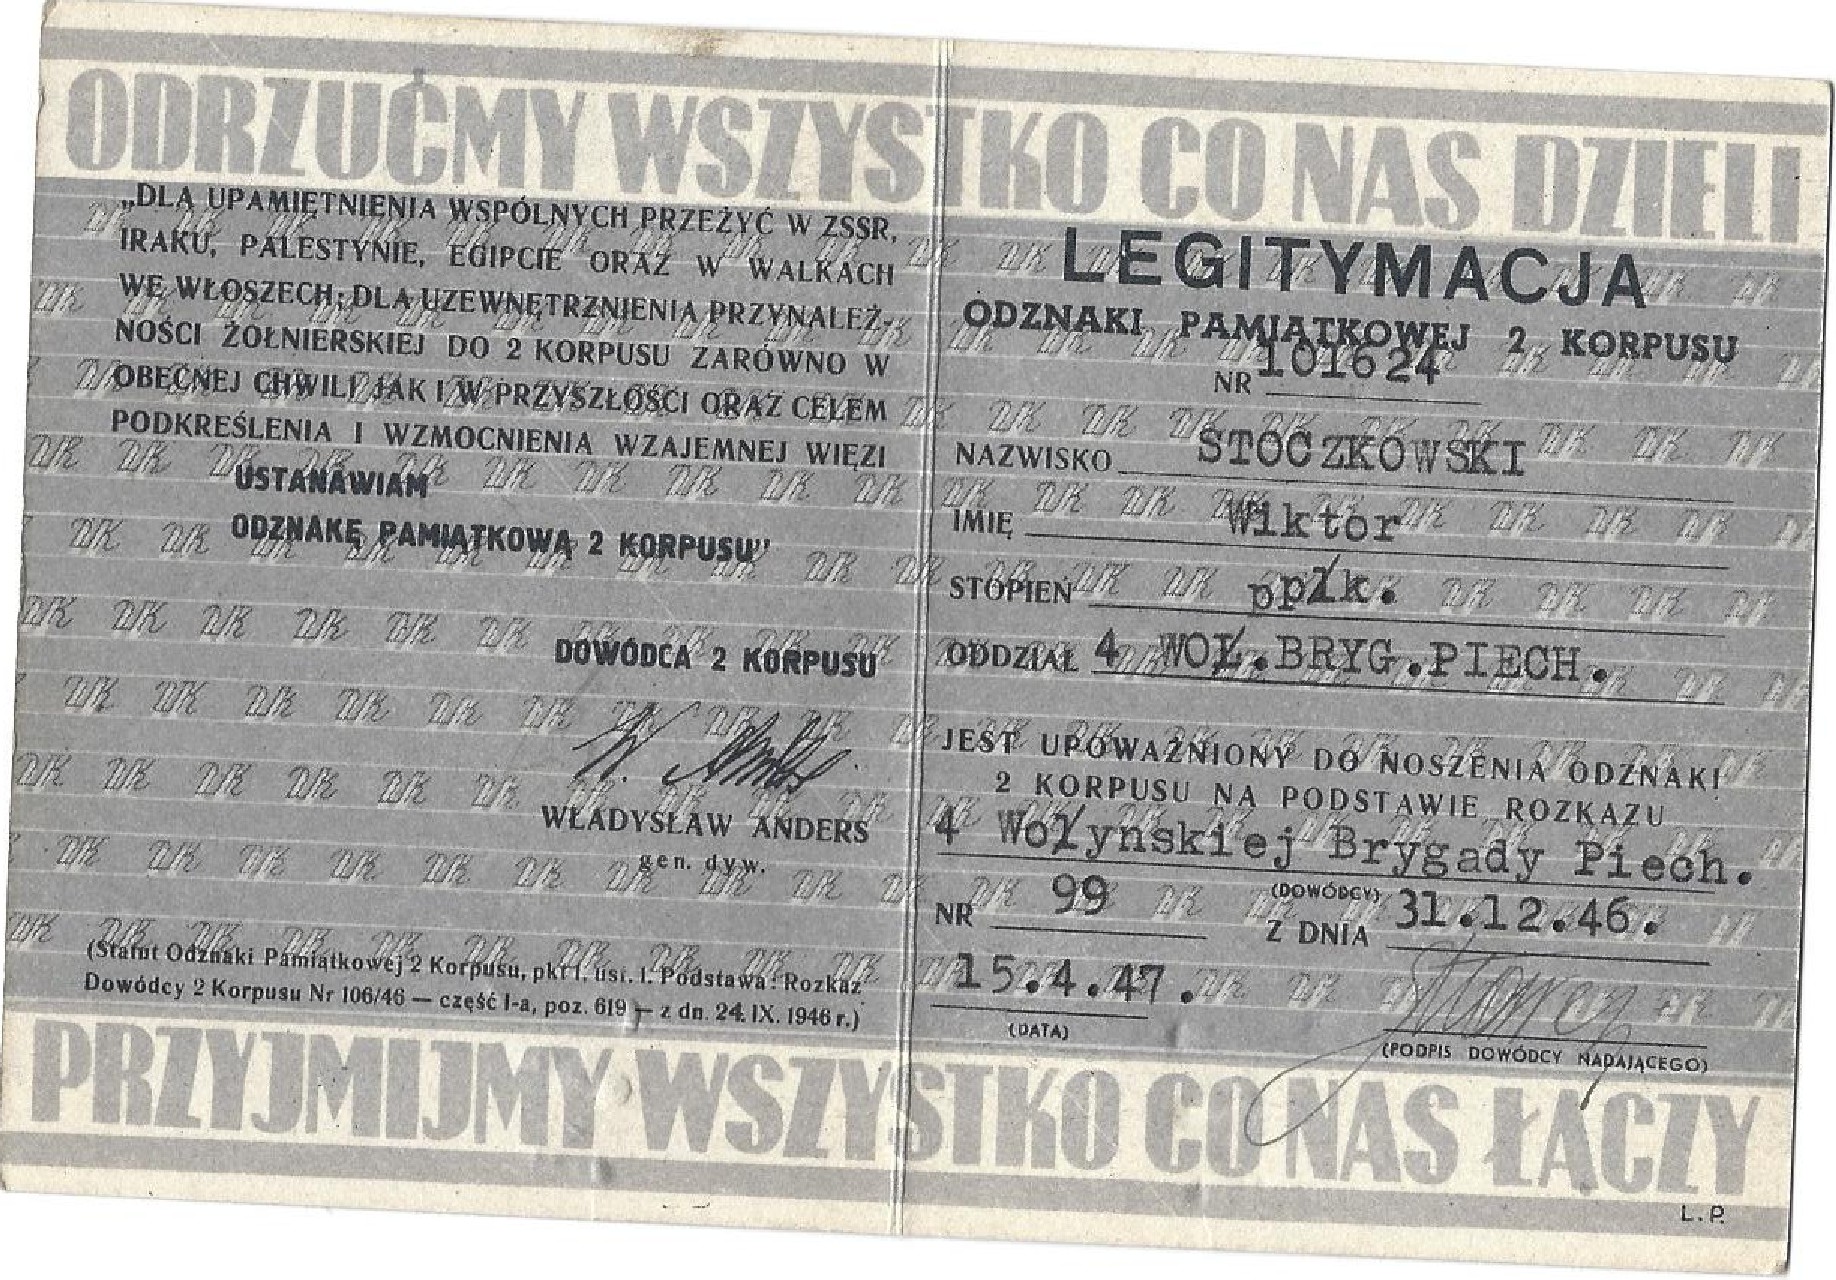 ODRZUĆMY WSZYSTKO CO NAS DZIELI
„DLA UPAMIĘTNIENIA WSPÓLNYCH PRZEŻYĆ W ZSSR,
IRAKU, PALESTYNIE, EGIPCIE ORAZ W WALKACH
WE WŁOSZECH; DLA UZEWNĘTRZNIENIA PRZYNALEŻ-
NOŚCI ŻOŁNIERSKIEJ DO 2 KORPUSU ZARÓWNO W
OBECNEJ CHWILI JAK I W PRZYSZŁOŚCI ORAZ CELEM
PODKREŚLENIA I WZMOCNIENIA WZAJEMNEJ WIĘZI
USTANAWIAM
ODZNAKĘ PAMIĄTKOWĄ 2 KORPUSU”
DOWÓDCA 2 KORPUSU
W. Anders
WŁADYSŁAW ANDERS
gen. dyw.
(Statut Odznaki Pamiątkowej 2 Korpusu, pkt 1, ust. 1. Podstawa: Rozkaz
Dowódcy 2 Korpusu Nr 106/46 — część I-a, poz. 619 — z dn. 24. IX. 1946 r.)
LEGITYMACJA
ODZNAKI PAMIĄTKOWEJ 2 KORPUSU
NR 101624
NAZWISKO STOCZKOWSKI
IMIĘ Wiktor
STOPIEŃ ppłk.
ODDZIAŁ 4 WOŁ.BRYG.PIECH.
JEST UPOWAŻNIONY DO NOSZENIA ODZNAKI
2 KORPUSU NA PODSTAWIE ROZKAZU
4 Wołynskiej Brygady Piech.
(DOWÓDCY)
NR 99 Z DNIA 31.12.46.
15.4.47.
(DATA)
(PODPIS DOWÓDCY NADAJĄCEGO)
PRZYJMIJMY WSZYSTKO CO NAS ŁĄCZY
L. P.